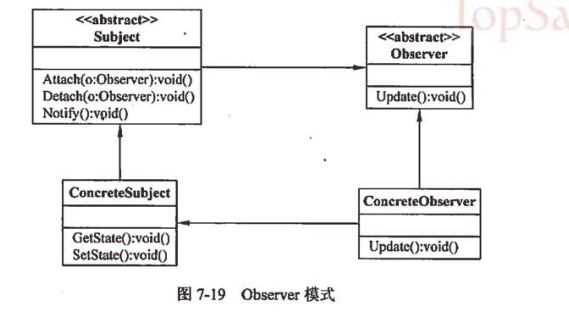 TopSa
<<abstract>>
Subject
Attach(o:Observer):void()
Detach(o:Observer):void()
Notify():void()
<<abstract>>
Observer
Update():void()
ConcreteSubject
GetState():void()
SetState():void()
ConcreteObserver
Update():void()
图 7-19 Observer 模式